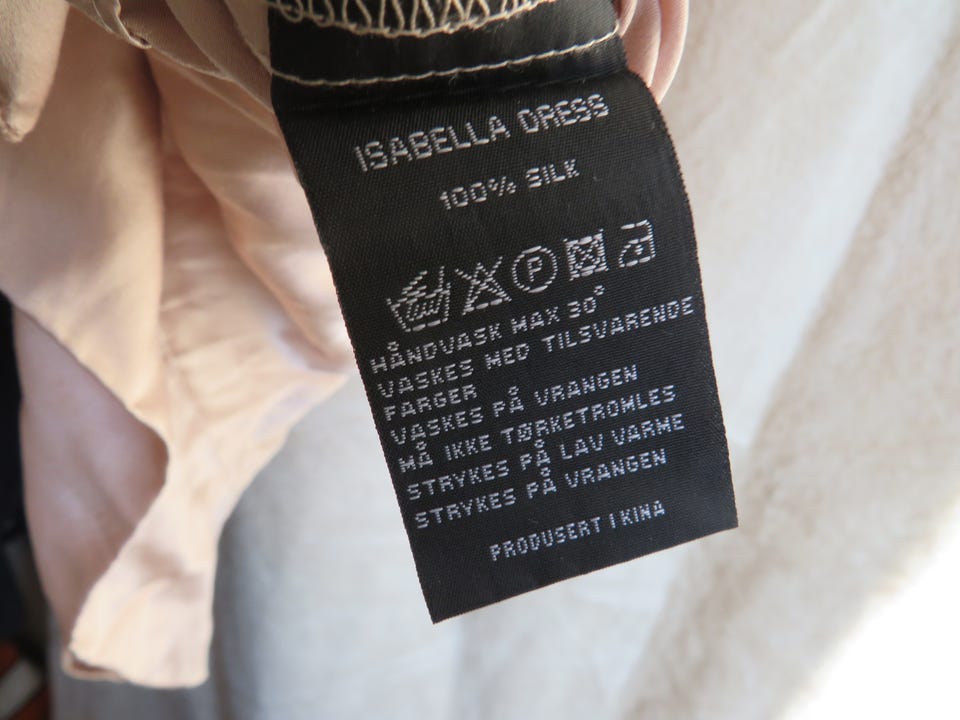 ISABELLA DRESS
100% SILK
P
HÅNDVASK MAX 30°
VASKES MED TILSVARENDE
FARGER
VASKES PÅ VRANGEN
MÅ IKKE TØRKETROMLES
STRYKES PÅ LAV VARME
STRYKES PÅ VRANGEN
PRODUSERT I KINA